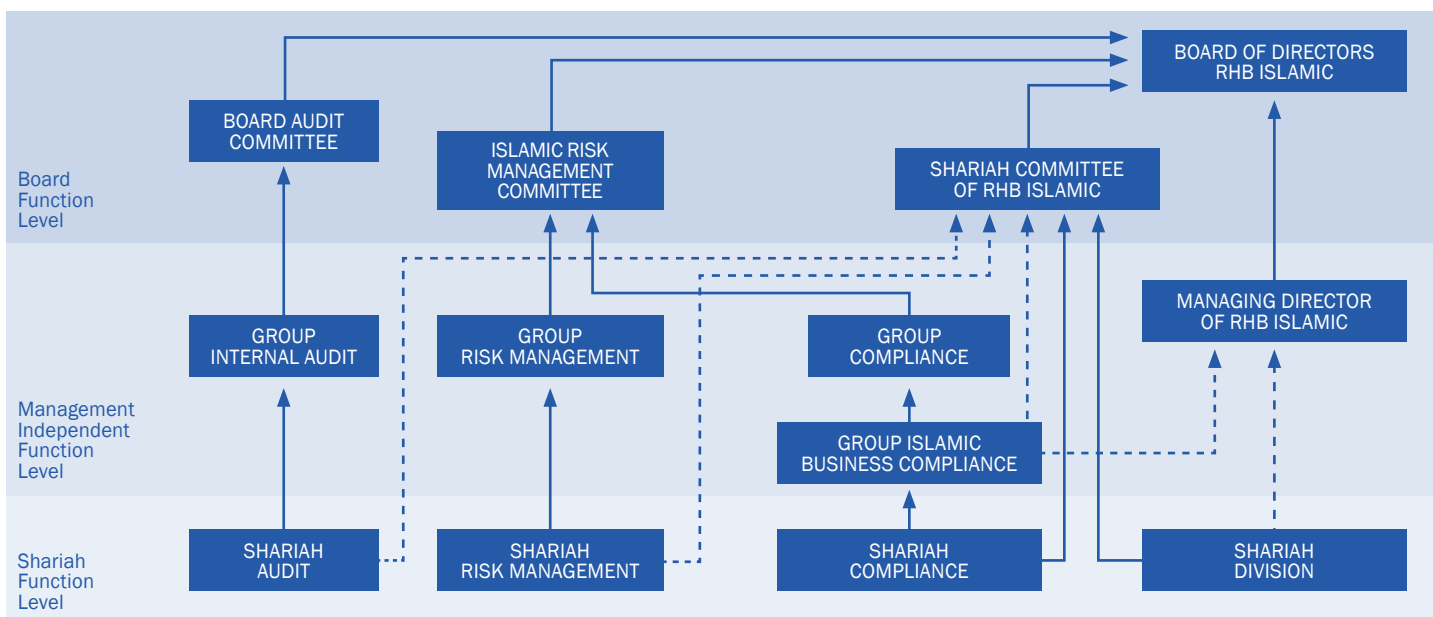 BOARD OF DIRECTORS
RHB ISLAMIC
BOARD AUDIT
COMMITTEE
ISLAMIC RISK
MANAGEMENT
COMMITTEE
SHARIAH COMMITTEE
OF RHB ISLAMIC
Board
Function
Level
MANAGING DIRECTOR
OF RHB ISLAMIC
GROUP
INTERNAL AUDIT
GROUP
RISK MANAGEMENT
GROUP
COMPLIANCE
Management
Independent
Function
Level
GROUP ISLAMIC
BUSINESS COMPLIANCE
Shariah
Function
Level
SHARIAH
AUDIT
SHARIAH
RISK MANAGEMENT
SHARIAH
COMPLIANCE
SHARIAH
DIVISION